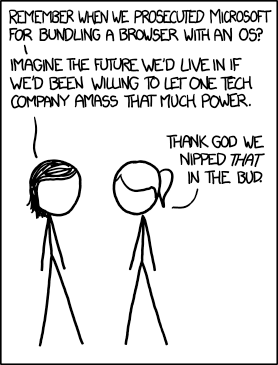 REMEMBER WHEN WE PROSECUTED MICROSOFT
FOR BUNDLING A BROWSER WITH AN OS?
IMAGINE THE FUTURE WE'D LIVE IN IF
WE'D BEEN WILLING TO LET ONE TECH
COMPANY AMASS THAT MUCH POWER.
THANK GOD WE
NIPPED THAT
IN THE BUD.